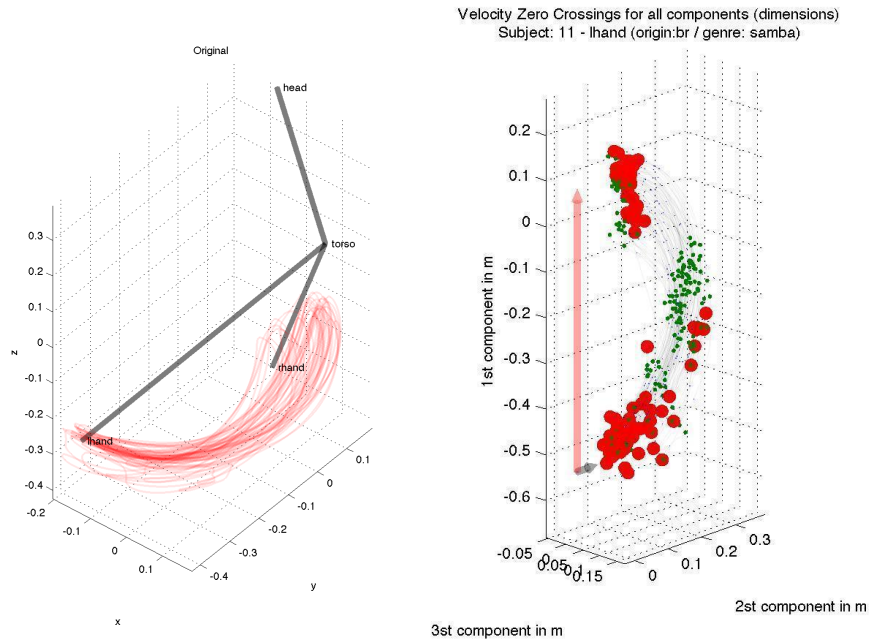 Original
head
torso
rhand
lhand
0.3
0.2
0.1
0
-0.1
-0.2
-0.3
-0.4
z
-0.2
-0.1
0
0.1
x
-0.4
-0.3
-0.2
-0.1
0
0.1
y
Velocity Zero Crossings for all components (dimensions)
Subject: 11 - lhand (origin:br / genre: samba)
0.2
0.1
0
-0.1
-0.2
-0.3
-0.4
-0.5
-0.6
1st component in m
-0.05
0
0.05
0.1
0.15
3st component in m
0
0.1
0.2
0.3
2st component in m